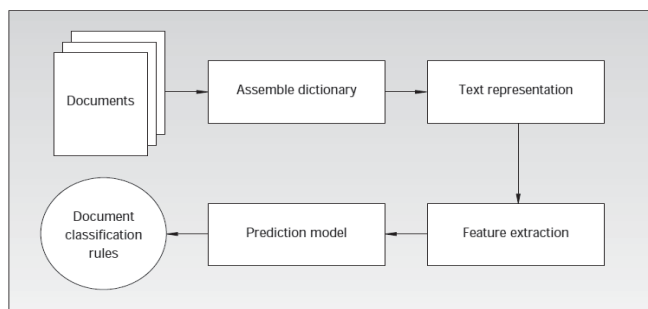 Documents
Assemble dictionary
Text representation
Document
classification
rules
Prediction model
Feature extraction